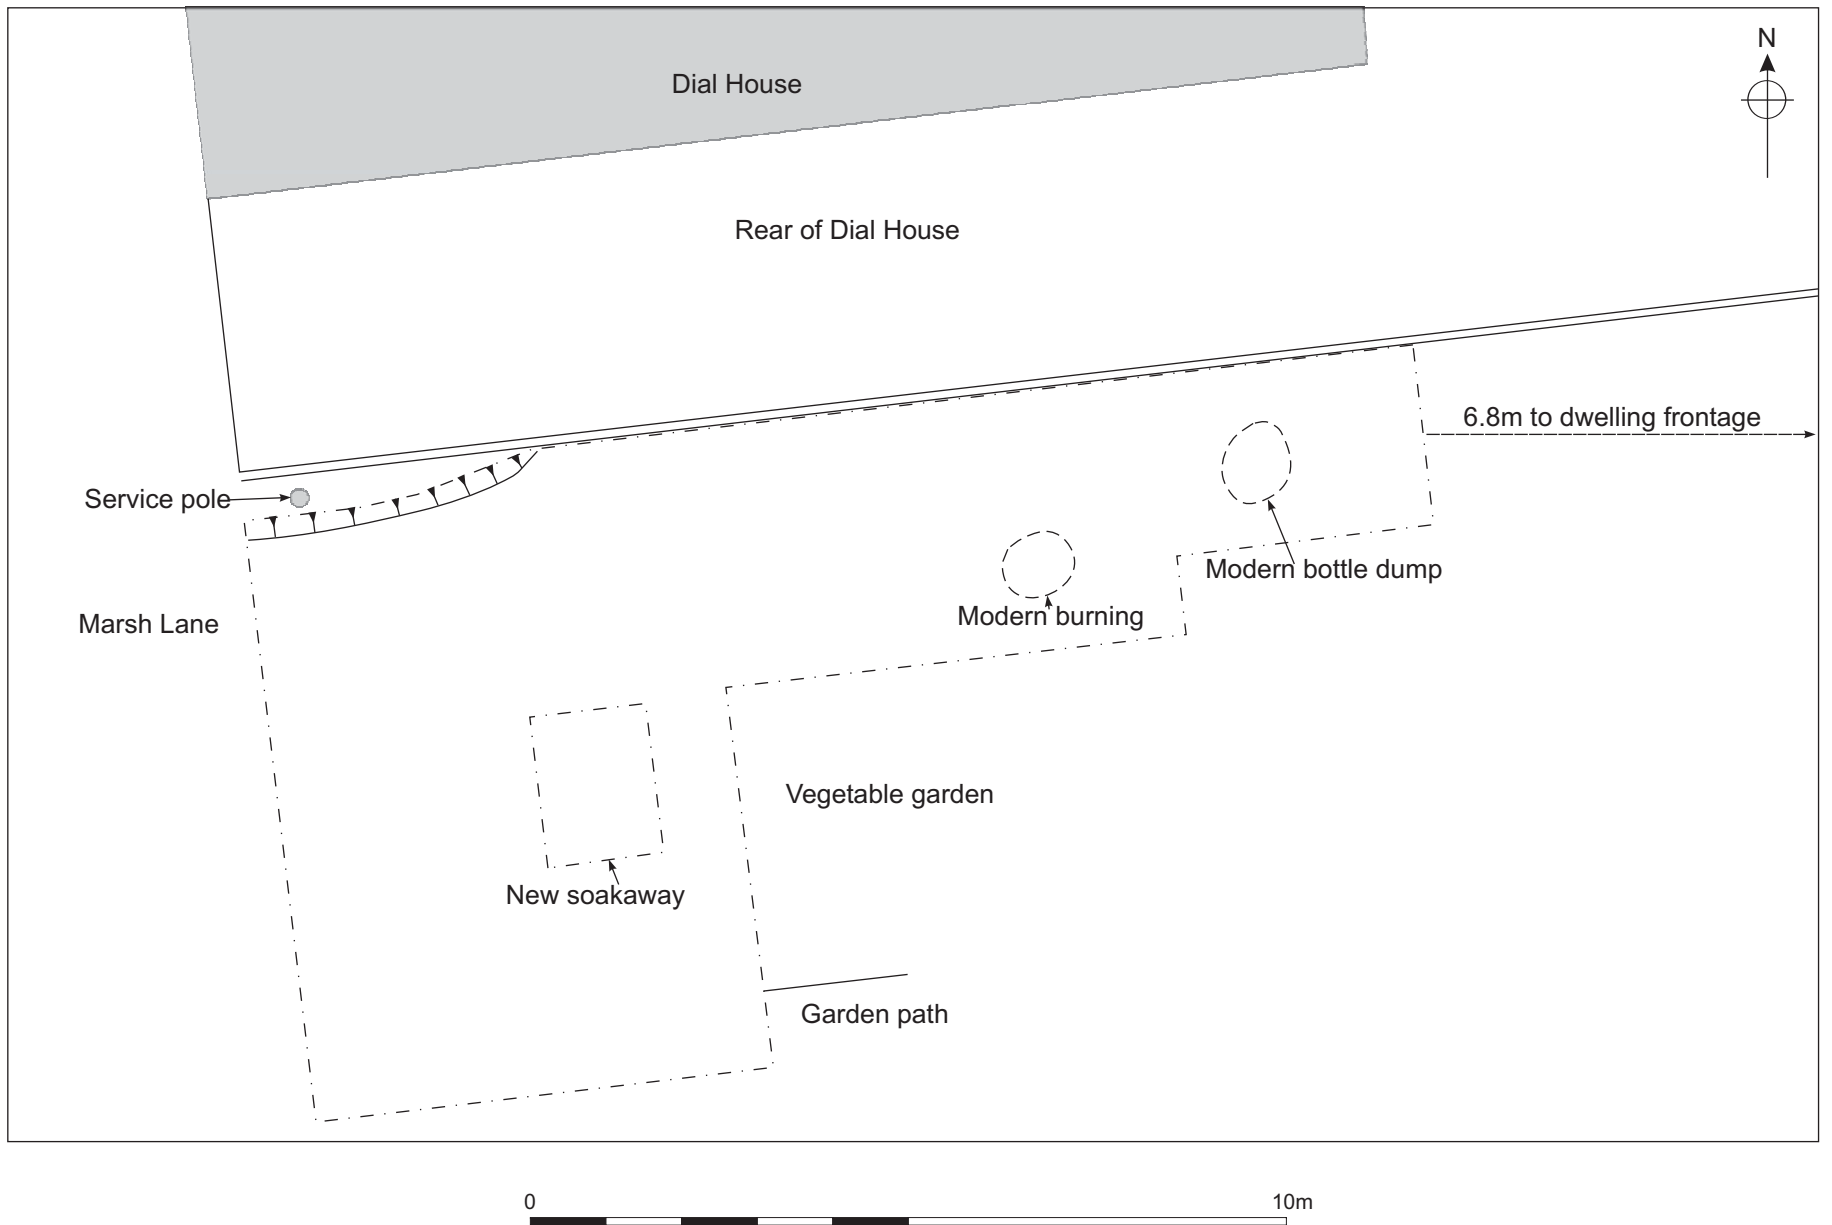 N
Dial House
Rear of Dial House
6.8m to dwelling frontage
Service pole
Modern bottle dump
Modern burning
Marsh Lane
Vegetable garden
New soakaway
Garden path
0 10m